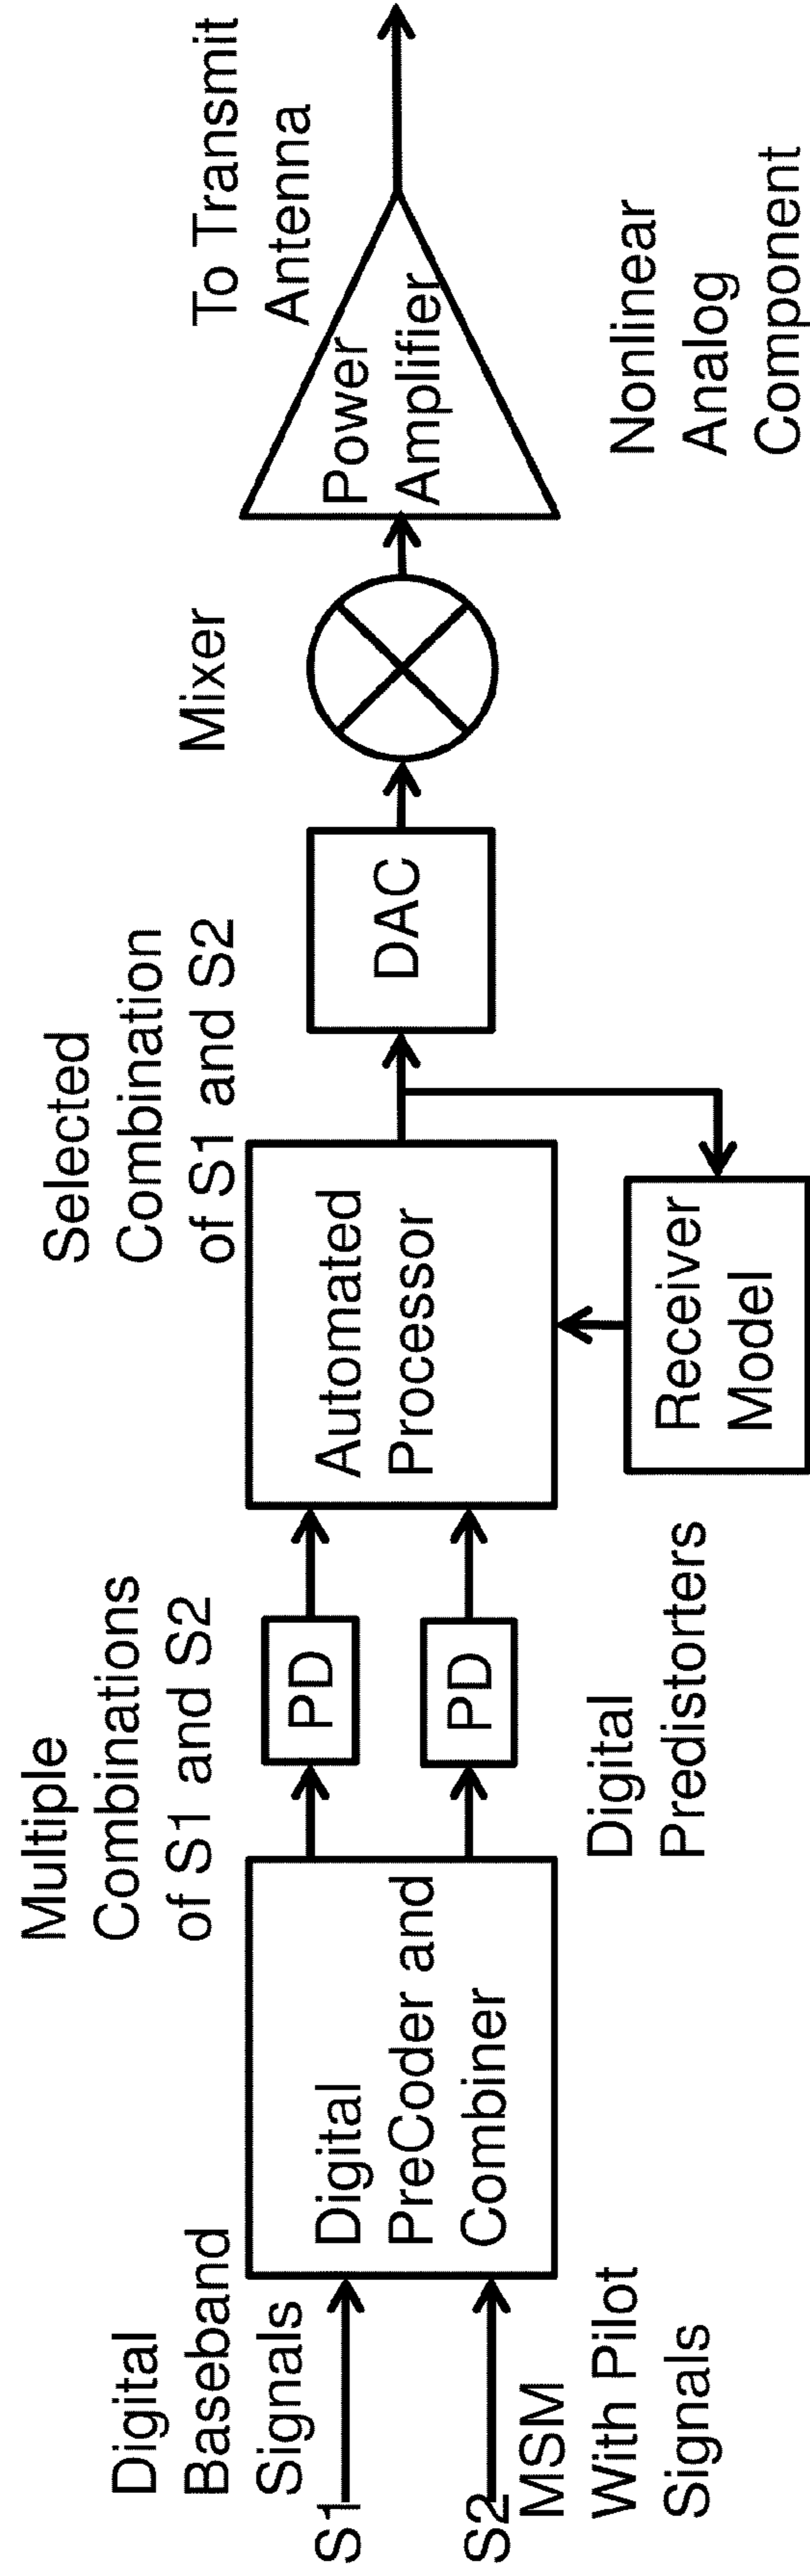 Digital
Baseband
Signals
S1
S2
MSM
With Pilot
Signals
Digital
PreCoder and
Combiner
Multiple
Combinations
of S1 and S2
PD
PD
Digital
Predistorters
Automated
Processor
Receiver
Model
Selected
Combination
of S1 and S2
DAC
Mixer
Power
Amplifier
To Transmit
Antenna
Nonlinear
Analog
Component